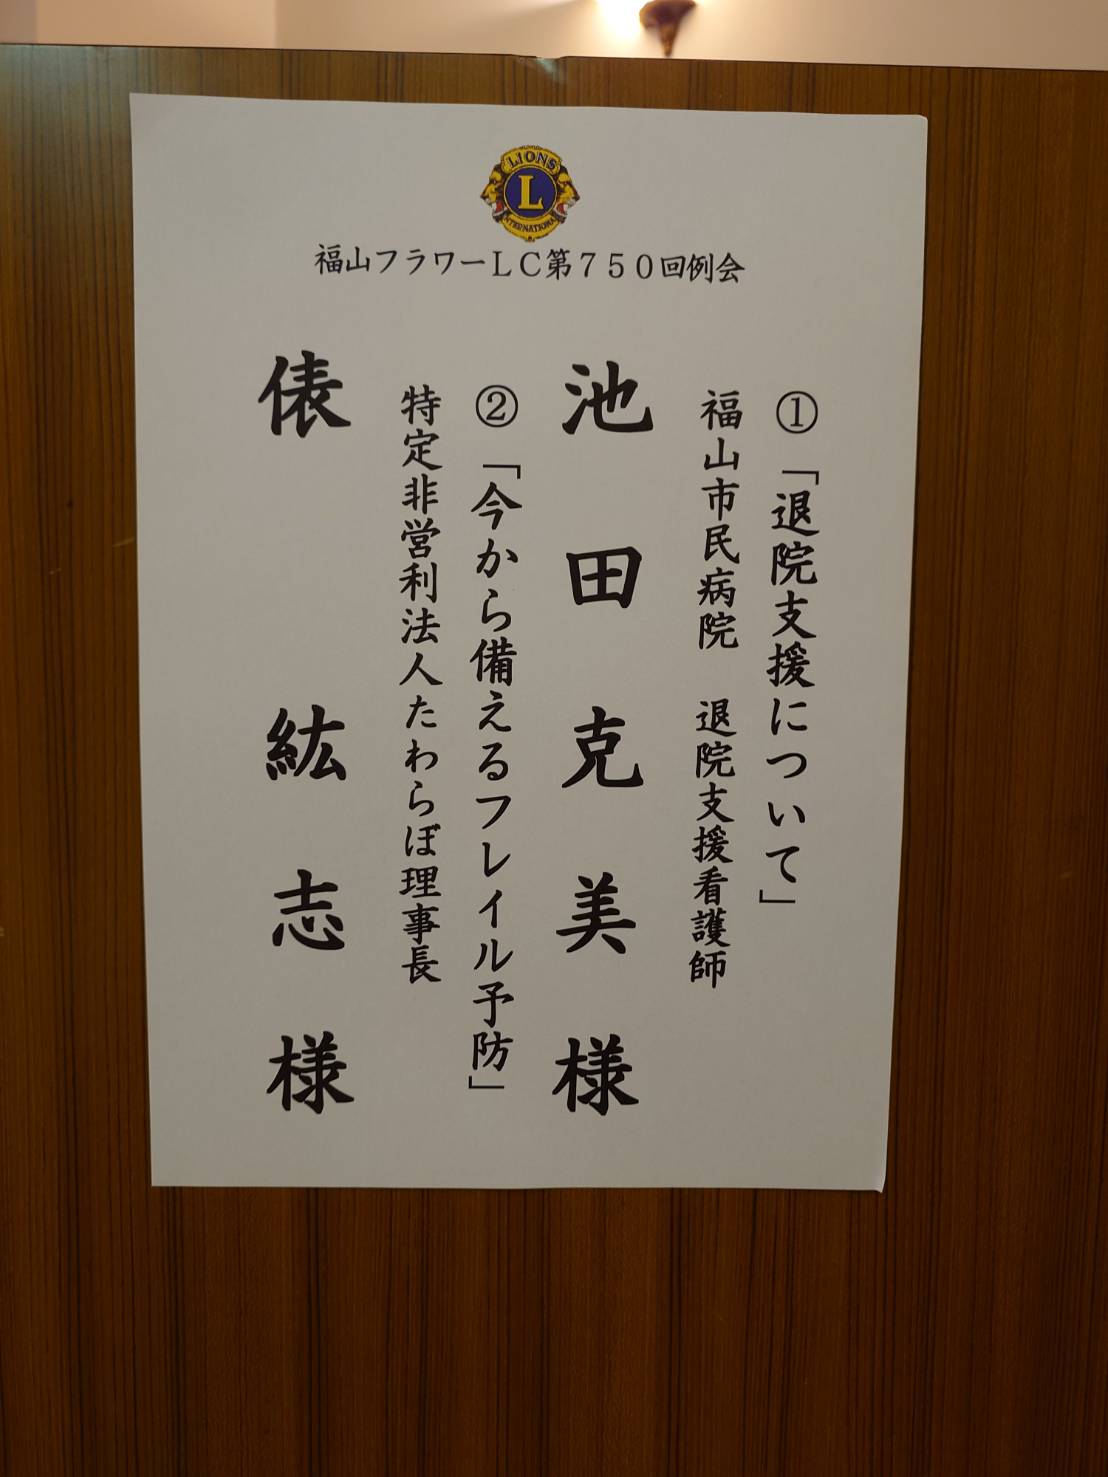 LIONS
L
INTERNATIONAL
福山フラワーLC第750回例会
①「退院支援について」
福山市民病院 退院支援看護師
池田克美様
②「今から備えるフレイル予防」
特定非営利法人たわらぼ理事長
俵 紘志様